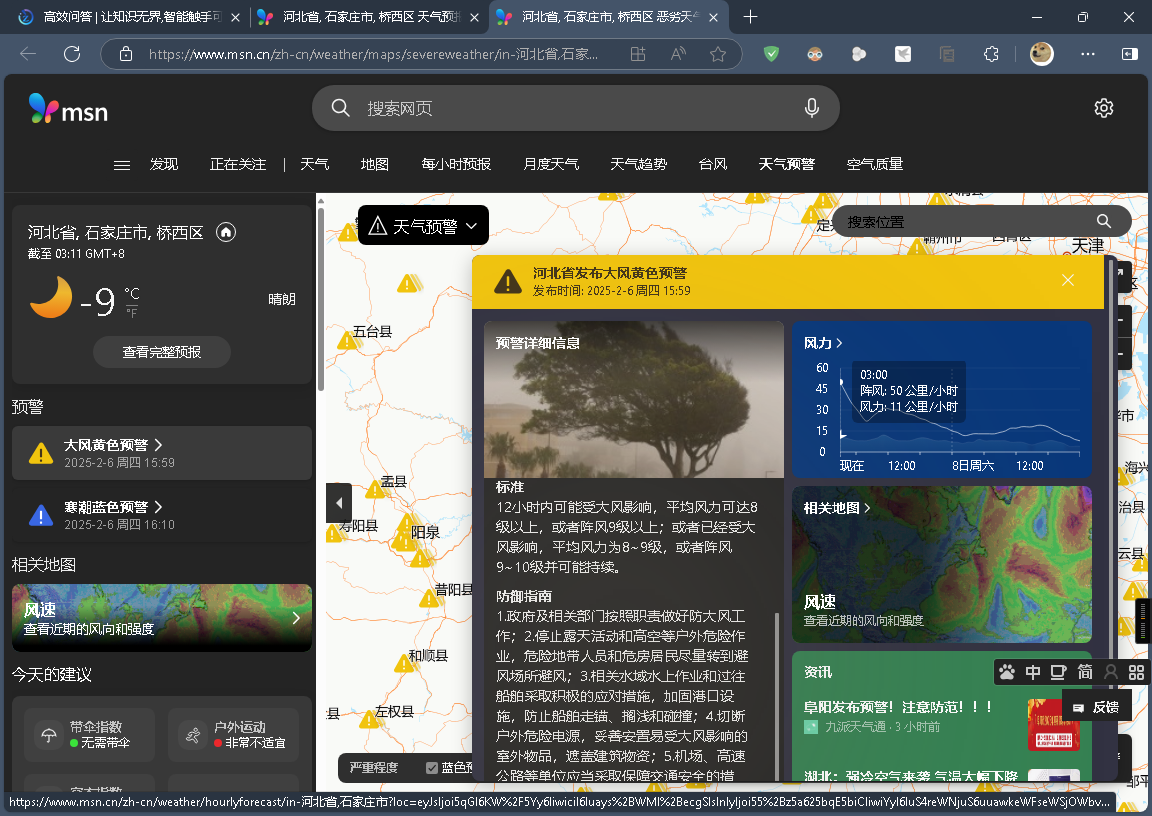 高效问答 | 让知识无界,智能触手可
河北省, 石家庄市, 桥西区 天气预报
河北省, 石家庄市, 桥西区 恶劣天气
https://www.msn.cn/zh-cn/weather/maps/severeweather/in-河北省,石家...
msn
搜索网页
发现
正在关注
天气
地图
每小时预报
月度天气
天气趋势
台风
天气预警
空气质量
河北省, 石家庄市, 桥西区
截至 03:11 GMT+8
-9 °C
°F
晴朗
查看完整预报
预警
大风黄色预警
2025-2-6 周四 15:59
寒潮蓝色预警
2025-2-6 周四 16:10
相关地图
风速
查看近期的风向和强度
今天的建议
带伞指数
无需带伞
户外运动
非常不适宜
天气预警
搜索位置
霸州市
西青区
天津
五台县
盂县
寿阳县
阳泉
昔阳县
和顺县
左权县
县
严重程度
蓝色预
河北省发布大风黄色预警
发布时间: 2025-2-6 周四 15:59
预警详细信息
标准
12小时内可能受大风影响，平均风力可达8
级以上，或者阵风9级以上；或者已经受大
风影响，平均风力为8~9级，或者阵风
9~10级并可能持续。
防御指南
1.政府及相关部门按照职责做好防大风工
作；2.停止露天活动和高空等户外危险作
业，危险地带人员和危房居民尽量转到避
风场所避风；3.相关水域水上作业和过往
船舶采取积极的应对措施，加固港口设
施，防止船舶走锚、搁浅和碰撞；4.切断
户外危险电源，妥善安置易受大风影响的
室外物品，遮盖建筑物资；5.机场、高速
公路等单位应当采取保障交通安全的措
风力
60
45
30
15
0
03:00
阵风: 50 公里/小时
风力: 11 公里/小时
现在
12:00
8日周六
12:00
相关地图
风速
查看近期的风向和强度
资讯
阜阳发布预警！注意防范！！！
九派天气通 · 3 小时前
湖北：强冷空气来袭 气温大幅下降
中
简
反馈
海兴
治县
云县
邹平
https://www.msn.cn/zh-cn/weather/hourlyforecast/in-河北省,石家庄市?loc=